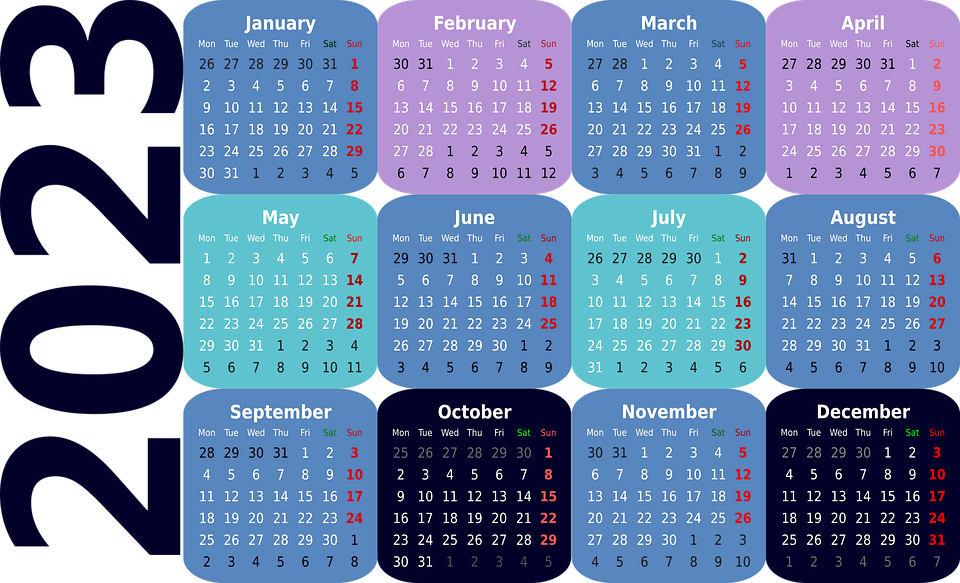 2023
January
Mon Tue Wed Thu Fri Sat Sun
26 27 28 29 30 31 1
2 3 4 5 6 7 8
9 10 11 12 13 14 15
16 17 18 19 20 21 22
23 24 25 26 27 28 29
30 31 1 2 3 4 5
February
Mon Tue Wed Thu Fri Sat Sun
30 31 1 2 3 4 5
6 7 8 9 10 11 12
13 14 15 16 17 18 19
20 21 22 23 24 25 26
27 28 1 2 3 4 5
6 7 8 9 10 11 12
March
Mon Tue Wed Thu Fri Sat Sun
27 28 1 2 3 4 5
6 7 8 9 10 11 12
13 14 15 16 17 18 19
20 21 22 23 24 25 26
27 28 29 30 31 1 2
3 4 5 6 7 8 9
April
Mon Tue Wed Thu Fri Sat Sun
27 28 29 30 31 1 2
3 4 5 6 7 8 9
10 11 12 13 14 15 16
17 18 19 20 21 22 23
24 25 26 27 28 29 30
1 2 3 4 5 6 7
May
Mon Tue Wed Thu Fri Sat Sun
1 2 3 4 5 6 7
8 9 10 11 12 13 14
15 16 17 18 19 20 21
22 23 24 25 26 27 28
29 30 31 1 2 3 4
5 6 7 8 9 10 11
June
Mon Tue Wed Thu Fri Sat Sun
29 30 31 1 2 3 4
5 6 7 8 9 10 11
12 13 14 15 16 17 18
19 20 21 22 23 24 25
26 27 28 29 30 1 2
3 4 5 6 7 8 9
July
Mon Tue Wed Thu Fri Sat Sun
26 27 28 29 30 1 2
3 4 5 6 7 8 9
10 11 12 13 14 15 16
17 18 19 20 21 22 23
24 25 26 27 28 29 30
31 1 2 3 4 5 6
August
Mon Tue Wed Thu Fri Sat Sun
31 1 2 3 4 5 6
7 8 9 10 11 12 13
14 15 16 17 18 19 20
21 22 23 24 25 26 27
28 29 30 31 1 2 3
4 5 6 7 8 9 10
September
Mon Tue Wed Thu Fri Sat Sun
28 29 30 31 1 2 3
4 5 6 7 8 9 10
11 12 13 14 15 16 17
18 19 20 21 22 23 24
25 26 27 28 29 30 1
2 3 4 5 6 7 8
October
Mon Tue Wed Thu Fri Sat Sun
25 26 27 28 29 30 1
2 3 4 5 6 7 8
9 10 11 12 13 14 15
16 17 18 19 20 21 22
23 24 25 26 27 28 29
30 31 1 2 3 4 5
November
Mon Tue Wed Thu Fri Sat Sun
30 31 1 2 3 4 5
6 7 8 9 10 11 12
13 14 15 16 17 18 19
20 21 22 23 24 25 26
27 28 29 30 1 2 3
4 5 6 7 8 9 10
December
Mon Tue Wed Thu Fri Sat Sun
27 28 29 30 1 2 3
4 5 6 7 8 9 10
11 12 13 14 15 16 17
18 19 20 21 22 23 24
25 26 27 28 29 30 31
1 2 3 4 5 6 7